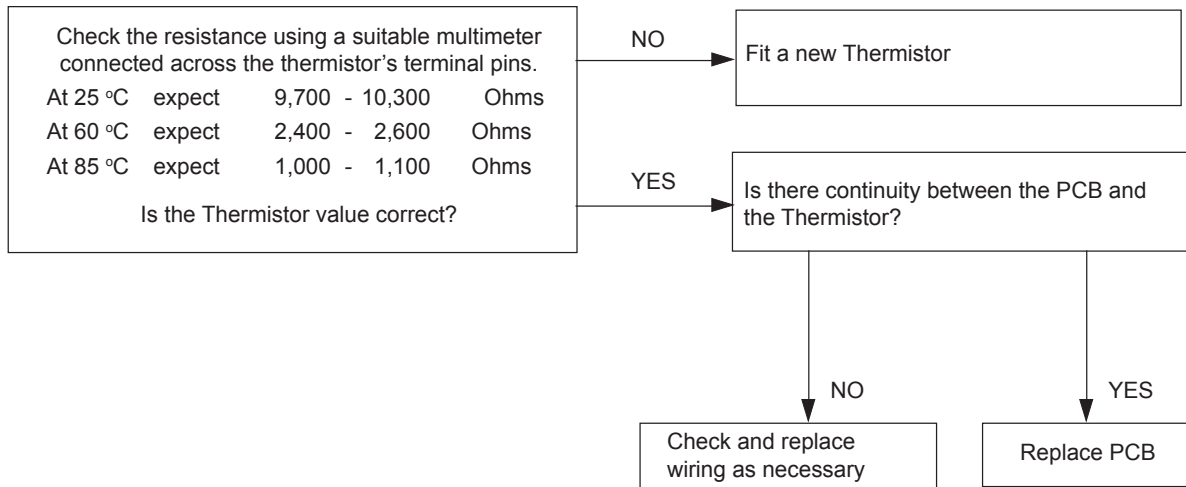 Check the resistance using a suitable multimeter
connected across the thermistor's terminal pins.
At 25 °C expect 9,700 - 10,300 Ohms
At 60 °C expect 2,400 - 2,600 Ohms
At 85 °C expect 1,000 - 1,100 Ohms
Is the Thermistor value correct?
NO
Fit a new Thermistor
YES
Is there continuity between the PCB and
the Thermistor?
NO
Check and replace
wiring as necessary
YES
Replace PCB